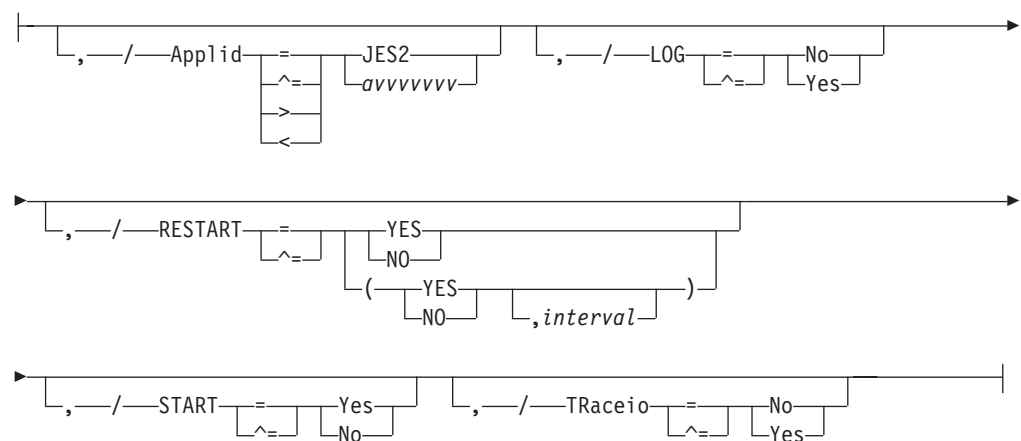 , / Applid = JES2 , / LOG = No
^= avvvvvvv ^= Yes
>
<
, / RESTART = YES
^= NO
( YES )
NO ,interval
, / START = Yes , / TRaceio = No
^= No ^= Yes